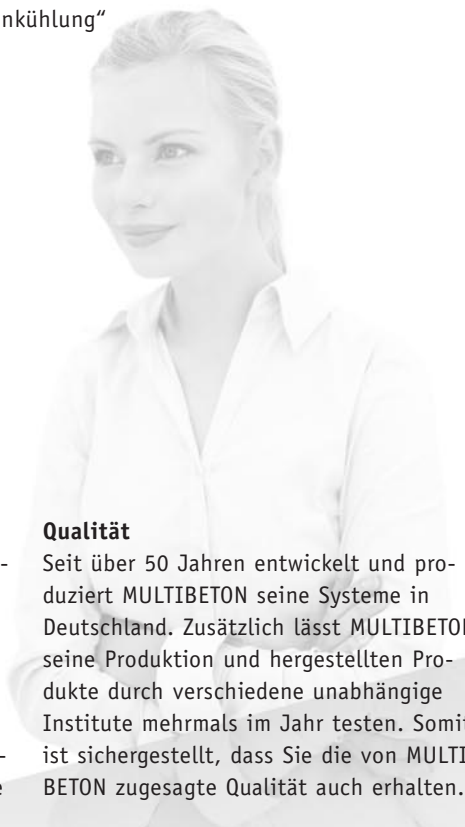 nkühlung“
Qualität
Seit über 50 Jahren entwickelt und pro-
duziert MULTIBETON seine Systeme in
Deutschland. Zusätzlich lässt MULTIBETON
seine Produktion und hergestellten Pro-
dukte durch verschiedene unabhängige
Institute mehrmals im Jahr testen. Somit
ist sichergestellt, dass Sie die von MULTI
BETON zugesagte Qualität auch erhalten.